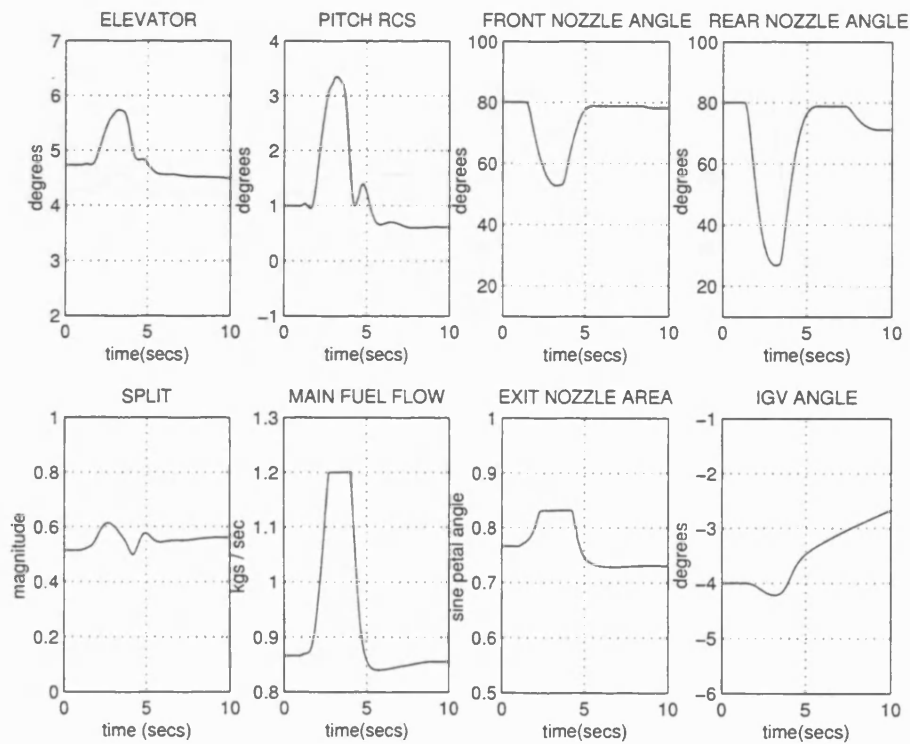 ELEVATOR
7
6
5
4
3
2
degrees
0
5
10
time(secs)
PITCH RCS
4
3
2
1
0
−1
degrees
0
5
10
time(secs)
FRONT NOZZLE ANGLE
100
80
60
40
20
degrees
0
5
10
time(secs)
REAR NOZZLE ANGLE
100
80
60
40
20
degrees
0
5
10
time(secs)
SPLIT
1
0.8
0.6
0.4
0.2
0
magnitude
0
5
10
time (secs)
MAIN FUEL FLOW
1.3
1.2
1.1
1
0.9
0.8
kgs / sec
0
5
10
time(secs)
EXIT NOZZLE AREA
1
0.9
0.8
0.7
0.6
0.5
sine petal angle
0
5
10
time(secs)
IGV ANGLE
−1
−2
−3
−4
−5
−6
degrees
0
5
10
time(secs)